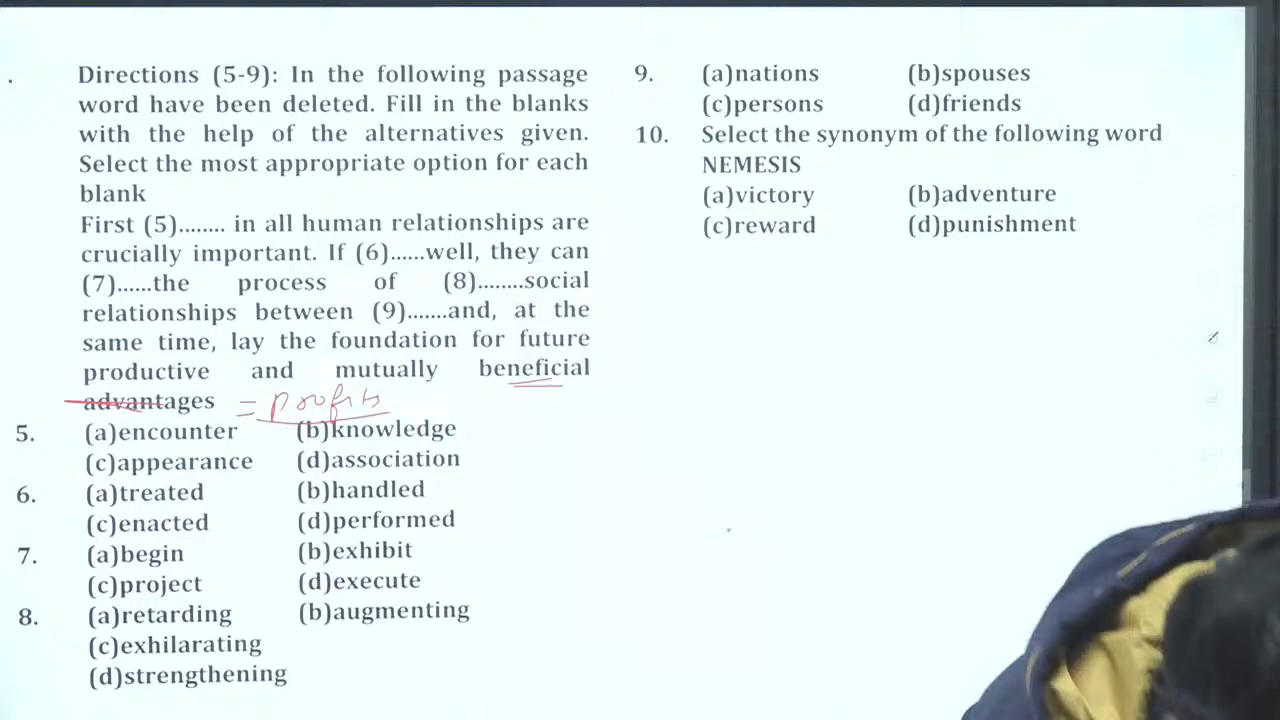 Directions (5-9): In the following passage
word have been deleted. Fill in the blanks
with the help of the alternatives given.
Select the most appropriate option for each
blank
First (5)........ in all human relationships are
crucially important. If (6)......well, they can
(7)......the process of (8)........social
relationships between (9).......and, at the
same time, lay the foundation for future
productive and mutually beneficial
advantages = profits
5. (a)encounter (b)knowledge
(c)appearance (d)association
6. (a)treated (b)handled
(c)enacted (d)performed
7. (a)begin (b)exhibit
(c)project (d)execute
8. (a)retarding (b)augmenting
(c)exhilarating
(d)strengthening
9. (a)nations (b)spouses
(c)persons (d)friends
10. Select the synonym of the following word
NEMESIS
(a)victory (b)adventure
(c)reward (d)punishment